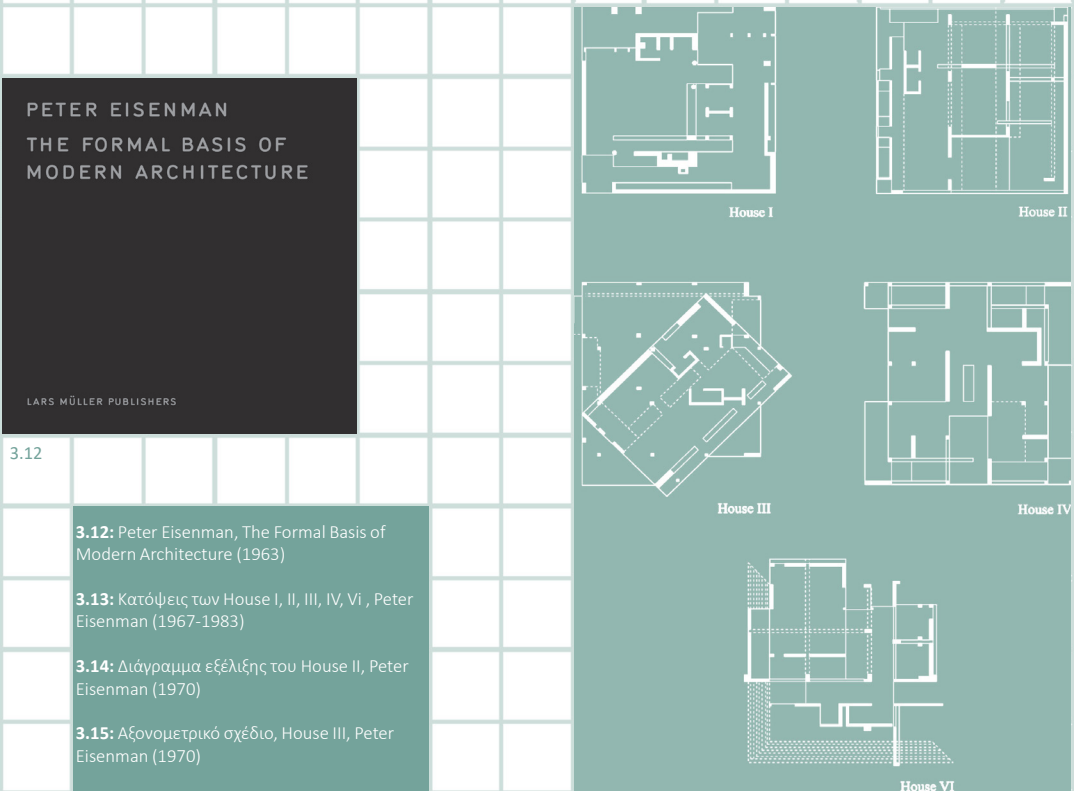 PETER EISENMAN
THE FORMAL BASIS OF
MODERN ARCHITECTURE
LARS MÜLLER PUBLISHERS
3.12
3.12: Peter Eisenman, The Formal Basis of
Modern Architecture (1963)
3.13: Κατόψεις των House I, II, III, IV, Vi , Peter
Eisenman (1967-1983)
3.14: Διάγραμμα εξέλιξης του House II, Peter
Eisenman (1970)
3.15: Αξονομετρικό σχέδιο, House III, Peter
Eisenman (1970)
House I
House II
House III
House IV
House VI